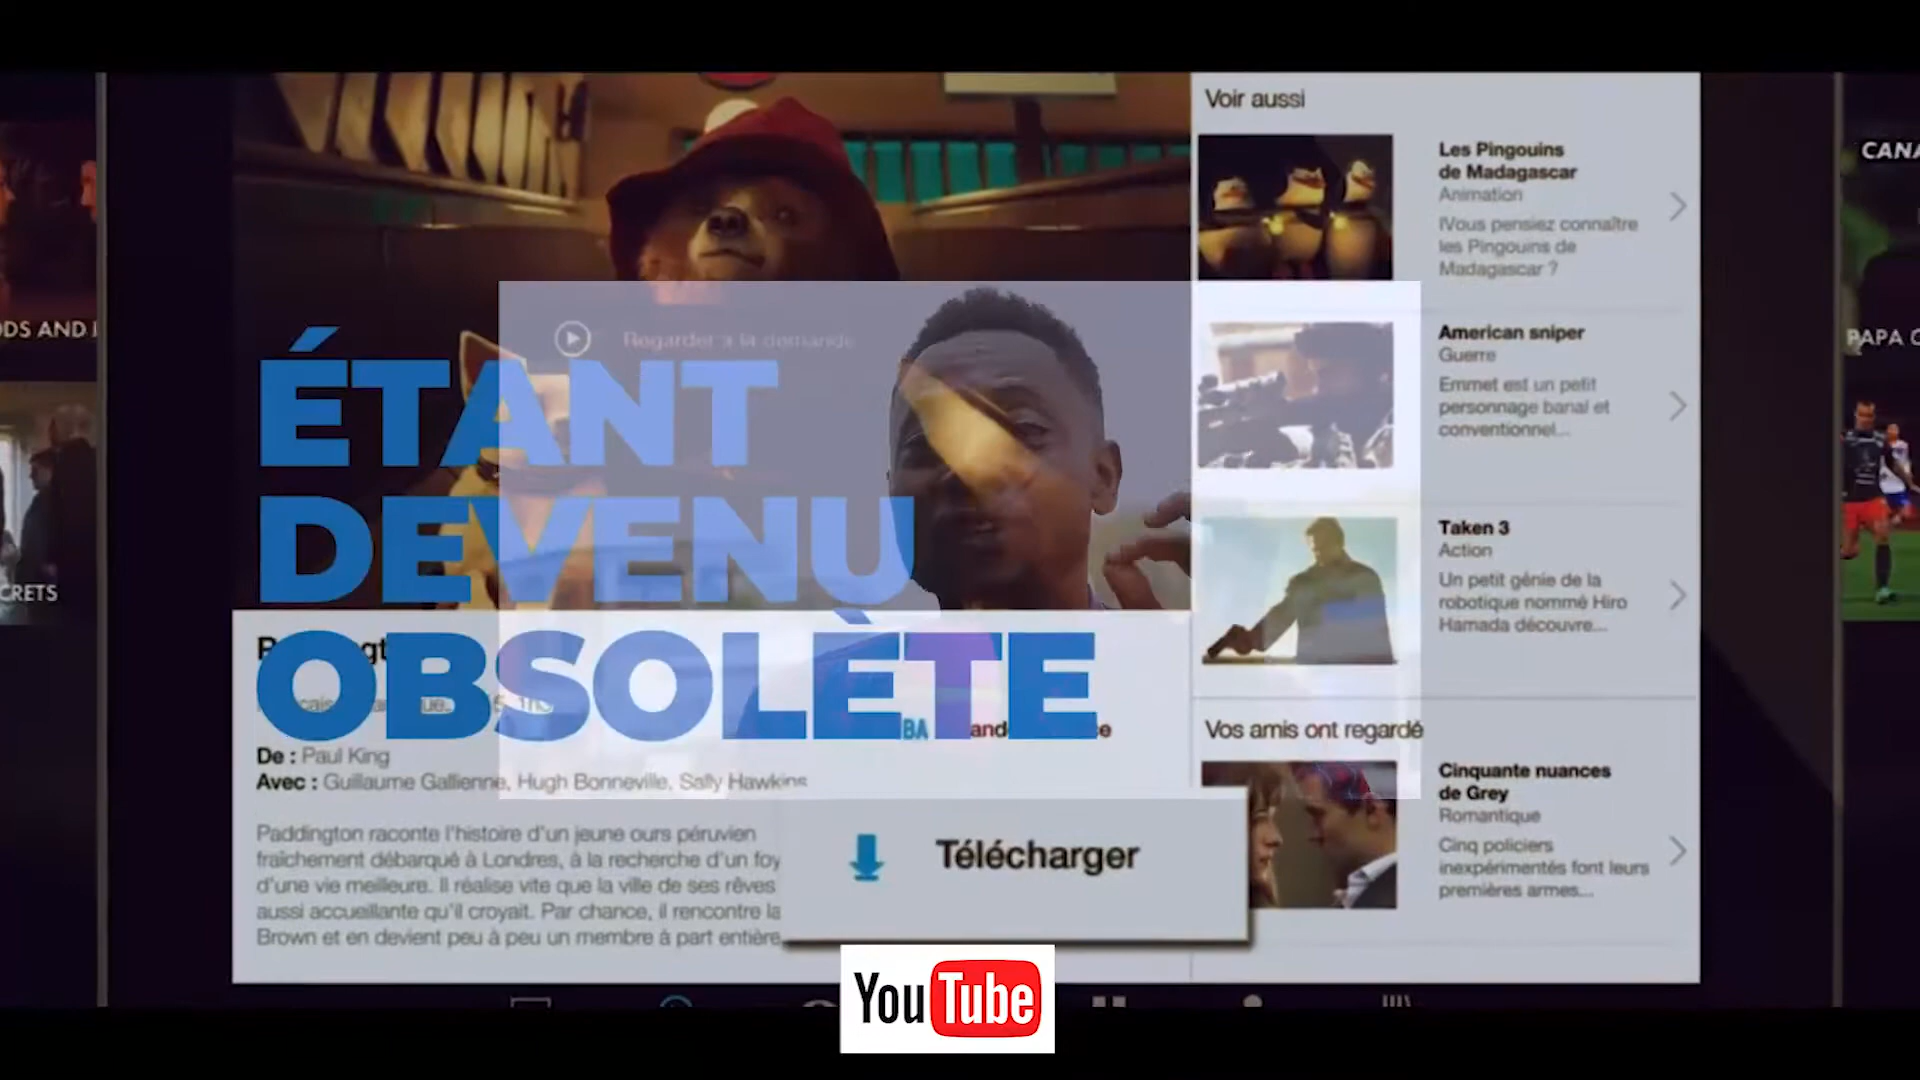 Voir aussi
Les Pingouins
de Madagascar
Animation
IVous pensiez connaître
les Pingouins de
Madagascar ?
American sniper
Guerre
Emmet est un petit
personnage banal et
conventionnel...
Taken 3
Action
Un petit génie de la
robotique nommé Hiro
Hamada découvre...
Vos amis ont regardé
Cinquante nuances
de Grey
Romantique
Cinq policiers
inexpérimentés font leurs
premières armes...
Regarder à la demande
ÉTANT
DEVENU
OBSOLÈTE
BA
De : Paul King
Avec : Guillaume Gallienne, Hugh Bonneville, Sally Hawkins
Paddington raconte l'histoire d'un jeune ours péruvien
fraîchement débarqué à Londres, à la recherche d'un foy
d'une vie meilleure. Il réalise vite que la ville de ses rêves
aussi accueillante qu'il croyait. Par chance, il rencontre la
Brown et en devient peu à peu un membre à part entière
Télécharger
YouTube
CANA
PAPA
AND
CRETS